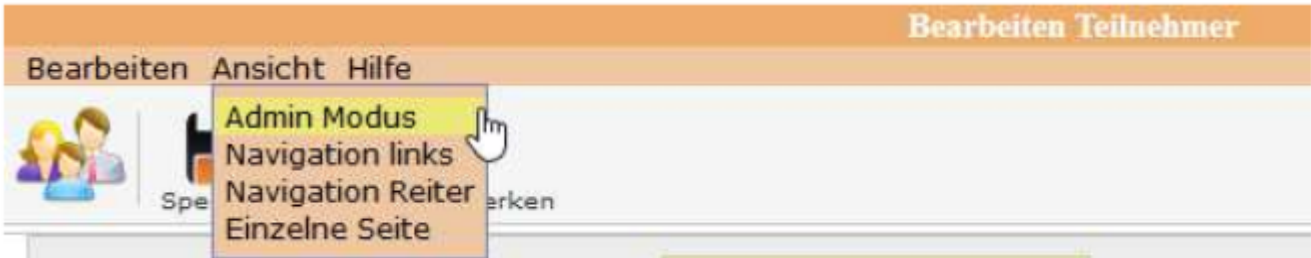 Bearbeiten Teilnehmer
Bearbeiten Ansicht Hilfe
Admin Modus
Navigation links
Navigation Reiter
Einzelne Seite